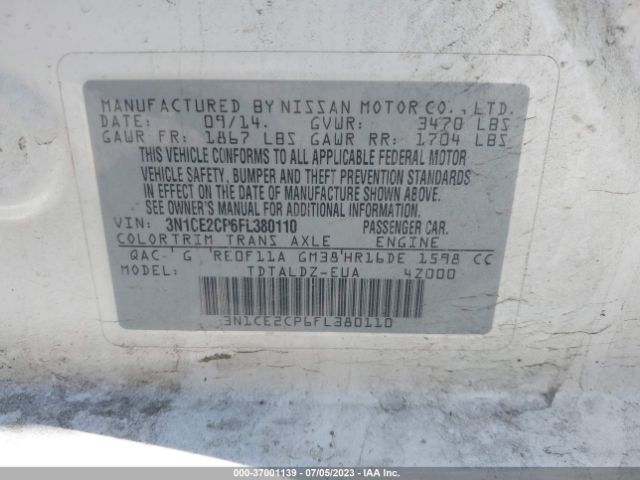 MANUFACTURED BY NISSAN MOTOR CO., LTD.
DATE: 09/14. GVWR: 3470 LBS
GAWR FR: 1867 LBS GAWR RR: 1704 LBS
THIS VEHICLE CONFORMS TO ALL APPLICABLE FEDERAL MOTOR
VEHICLE SAFETY, BUMPER AND THEFT PREVENTION STANDARDS
IN EFFECT ON THE DATE OF MANUFACTURE SHOWN ABOVE.
SEE OWNER'S MANUAL FOR ADDITIONAL INFORMATION.
VIN: 3N1CE2CP6FL380110 PASSENGER CAR.
COLOR TRIM TRANS AXLE ENGINE
QAC G RE0F11A GM38 HR16DE 1598 CC
MODEL: TDTALDZ-EUA 4Z000
3N1CE2CP6FL380110
000-37001139 - 07/05/2023 - IAA Inc.